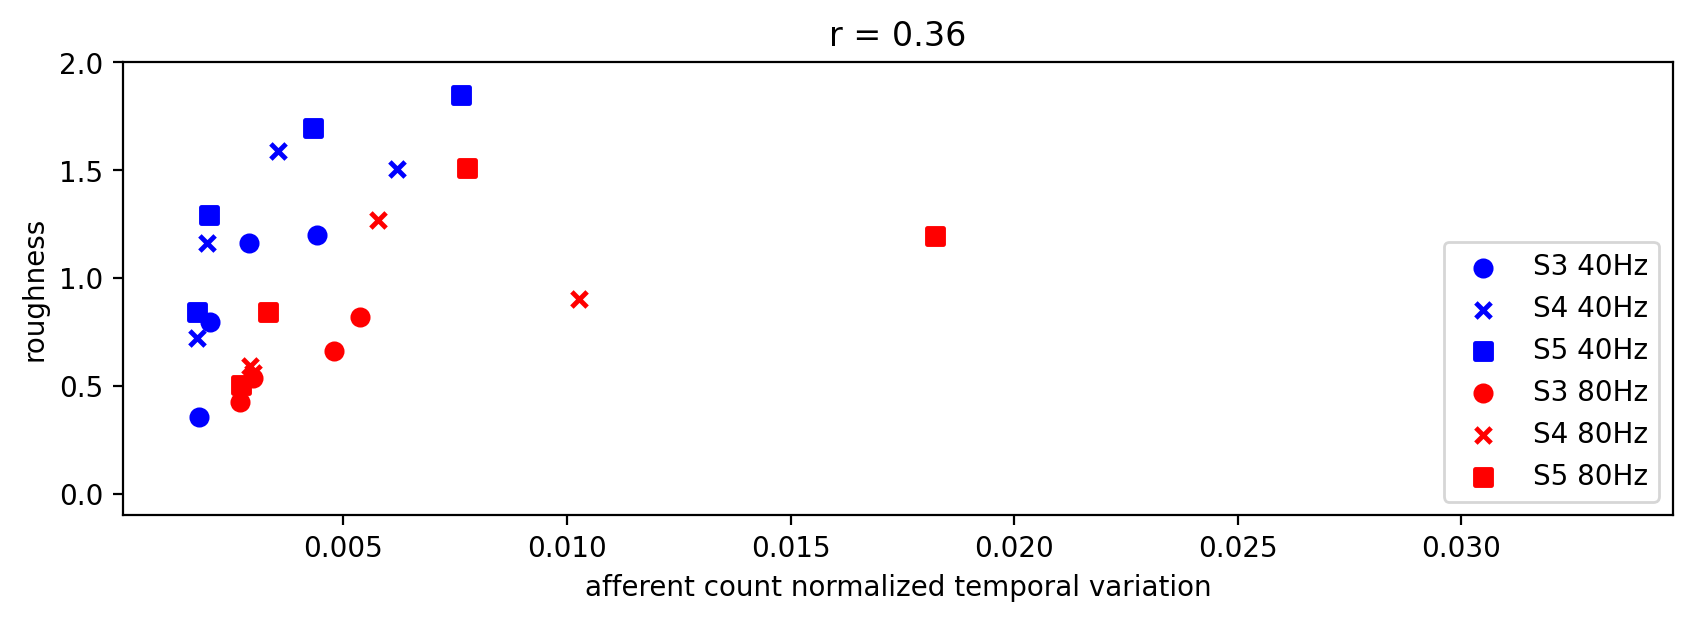 r = 0.36
2.0
1.5
1.0
0.5
0.0
roughness
S3 40Hz
S4 40Hz
S5 40Hz
S3 80Hz
S4 80Hz
S5 80Hz
0.005 0.010 0.015 0.020 0.025 0.030
afferent count normalized temporal variation